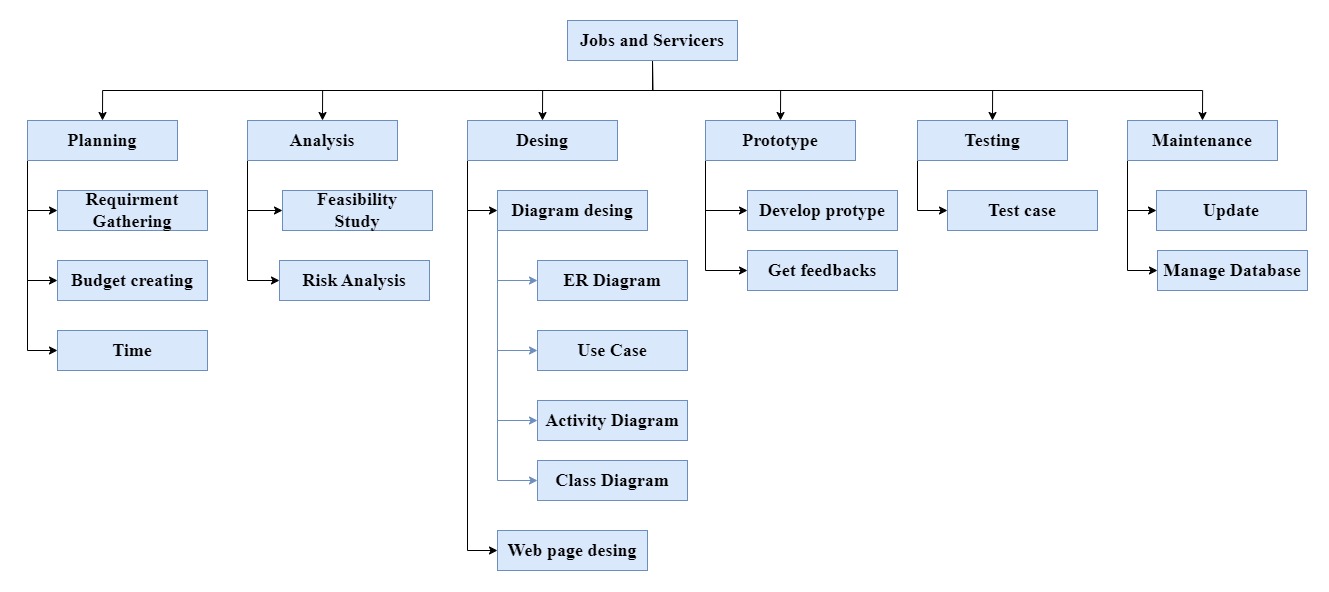 Jobs and Servicers
Planning
Analysis
Desing
Prototype
Testing
Maintenance
Requirment
Gathering
Feasibility
Study
Diagram desing
Develop protype
Test case
Update
Budget creating
Risk Analysis
ER Diagram
Get feedbacks
Manage Database
Time
Use Case
Activity Diagram
Class Diagram
Web page desing